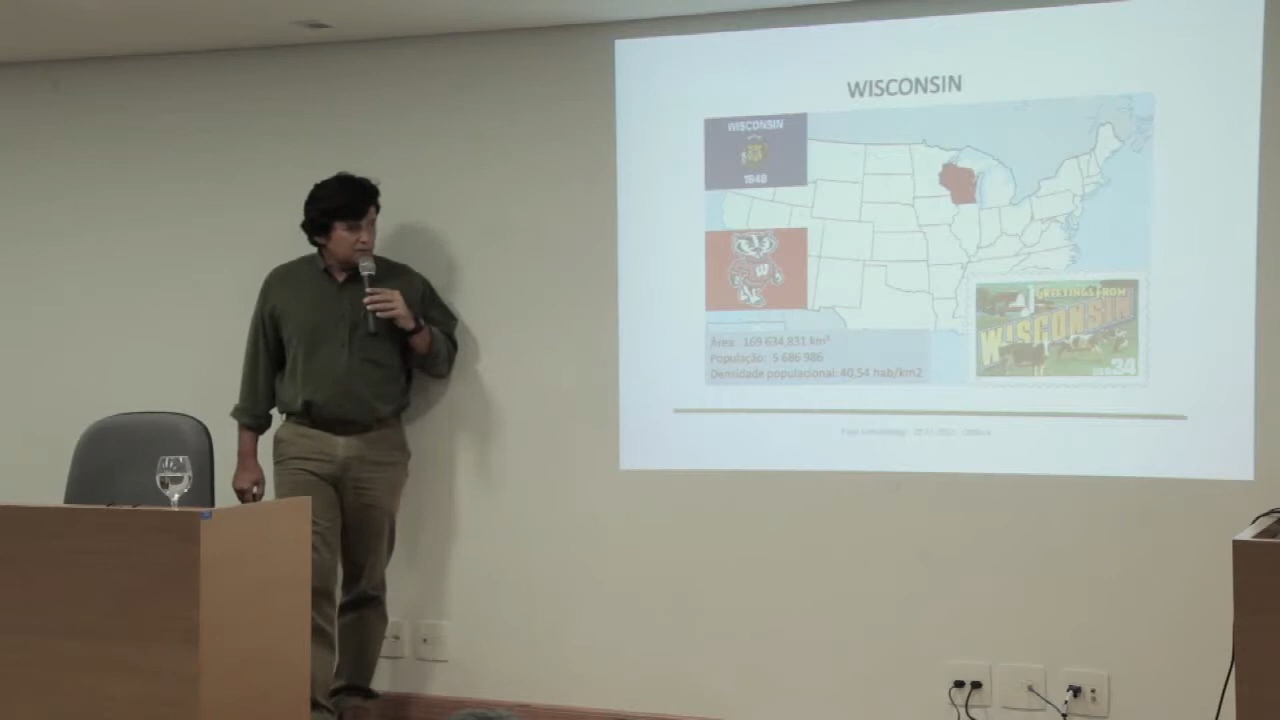 WISCONSIN
WISCONSIN
1848
W
GREETINGS FROM
WISCONSIN
34
Área: 169 634,831 km²
População: 5 686 986
Densidade populacional: 40,54 hab/km2